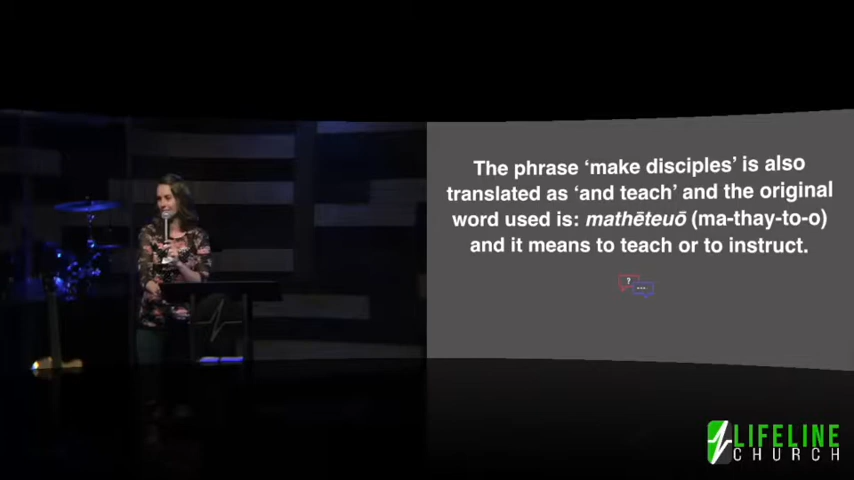 The phrase 'make disciples' is also
translated as 'and teach' and the original
word used is: mathēteuō (ma-thay-to-o)
and it means to teach or to instruct.
?
...
LIFELINE
CHURCH